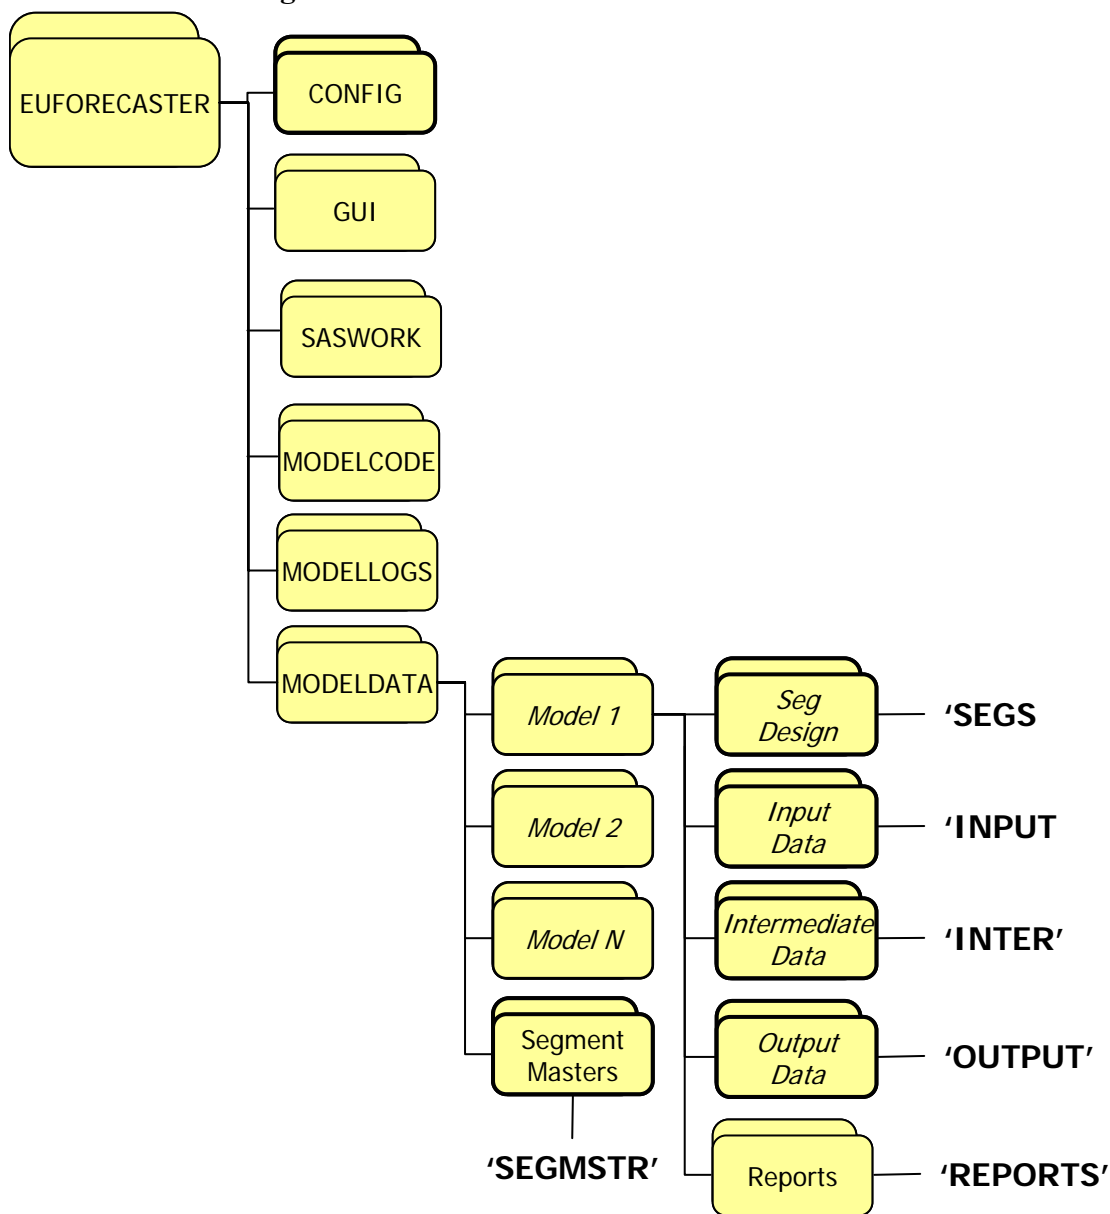 EUFORECASTER
CONFIG
GUI
SASWORK
MODELCODE
MODELLOGS
MODELDATA
Model 1
Model 2
Model N
Segment
Masters
‘SEGMSTR’
Seg
Design
‘SEGS
Input
Data
‘INPUT
Intermediate
Data
‘INTER’
Output
Data
‘OUTPUT’
Reports
‘REPORTS’